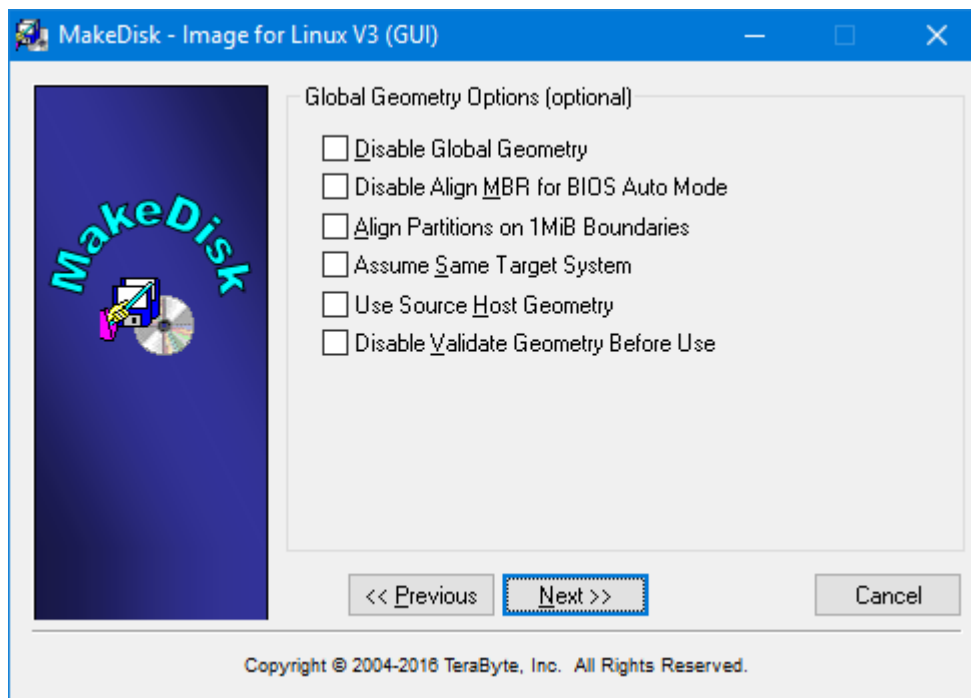 MakeDisk - Image for Linux V3 (GUI)
MakeDisk
Global Geometry Options (optional)
Disable Global Geometry
Disable Align MBR for BIOS Auto Mode
Align Partitions on 1MiB Boundaries
Assume Same Target System
Use Source Host Geometry
Disable Validate Geometry Before Use
<< Previous
Next >>
Cancel
Copyright © 2004-2016 TeraByte, Inc. All Rights Reserved.